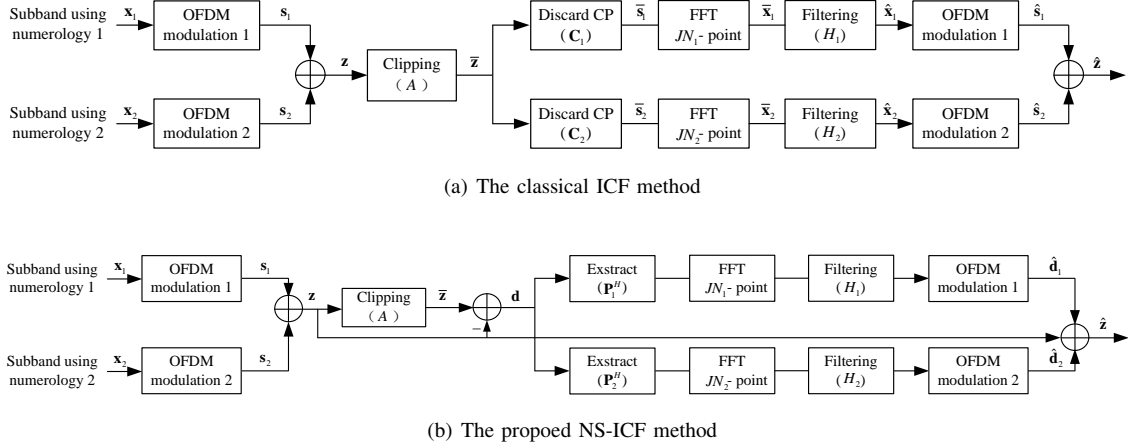 Subband using
numerology 1
x₁
OFDM
modulation 1
s₁
z
Clipping
( A )
z̄
Discard CP
( C₁ )
s̄₁
FFT
JN₁- point
x̄₁
Filtering
( H₁ )
x̂₁
OFDM
modulation 1
ŝ₁
ẑ
Subband using
numerology 2
x₂
OFDM
modulation 2
s₂
Discard CP
( C₂ )
s̄₂
FFT
JN₂- point
x̄₂
Filtering
( H₂ )
x̂₂
OFDM
modulation 2
ŝ₂
(a) The classical ICF method
Subband using
numerology 1
x₁
OFDM
modulation 1
s₁
z
Clipping
( A )
z̄
−
d
Exstract
( P₁ᴴ )
FFT
JN₁- point
Filtering
( H₁ )
OFDM
modulation 1
d̂₁
ẑ
Subband using
numerology 2
x₂
OFDM
modulation 2
s₂
Exstract
( P₂ᴴ )
FFT
JN₂- point
Filtering
( H₂ )
OFDM
modulation 2
d̂₂
(b) The propoed NS-ICF method